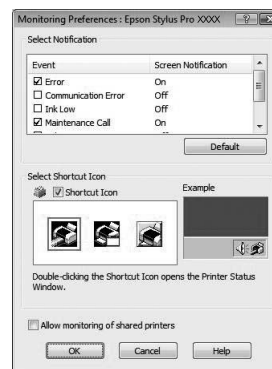 Monitoring Preferences : Epson Stylus Pro XXXX
Select Notification
Event Screen Notification
Error On
Communication Error Off
Ink Low Off
Maintenance Call On
Default
Select Shortcut Icon
Shortcut Icon
Example
Double-clicking the Shortcut Icon opens the Printer Status
Window.
Allow monitoring of shared printers
OK Cancel Help